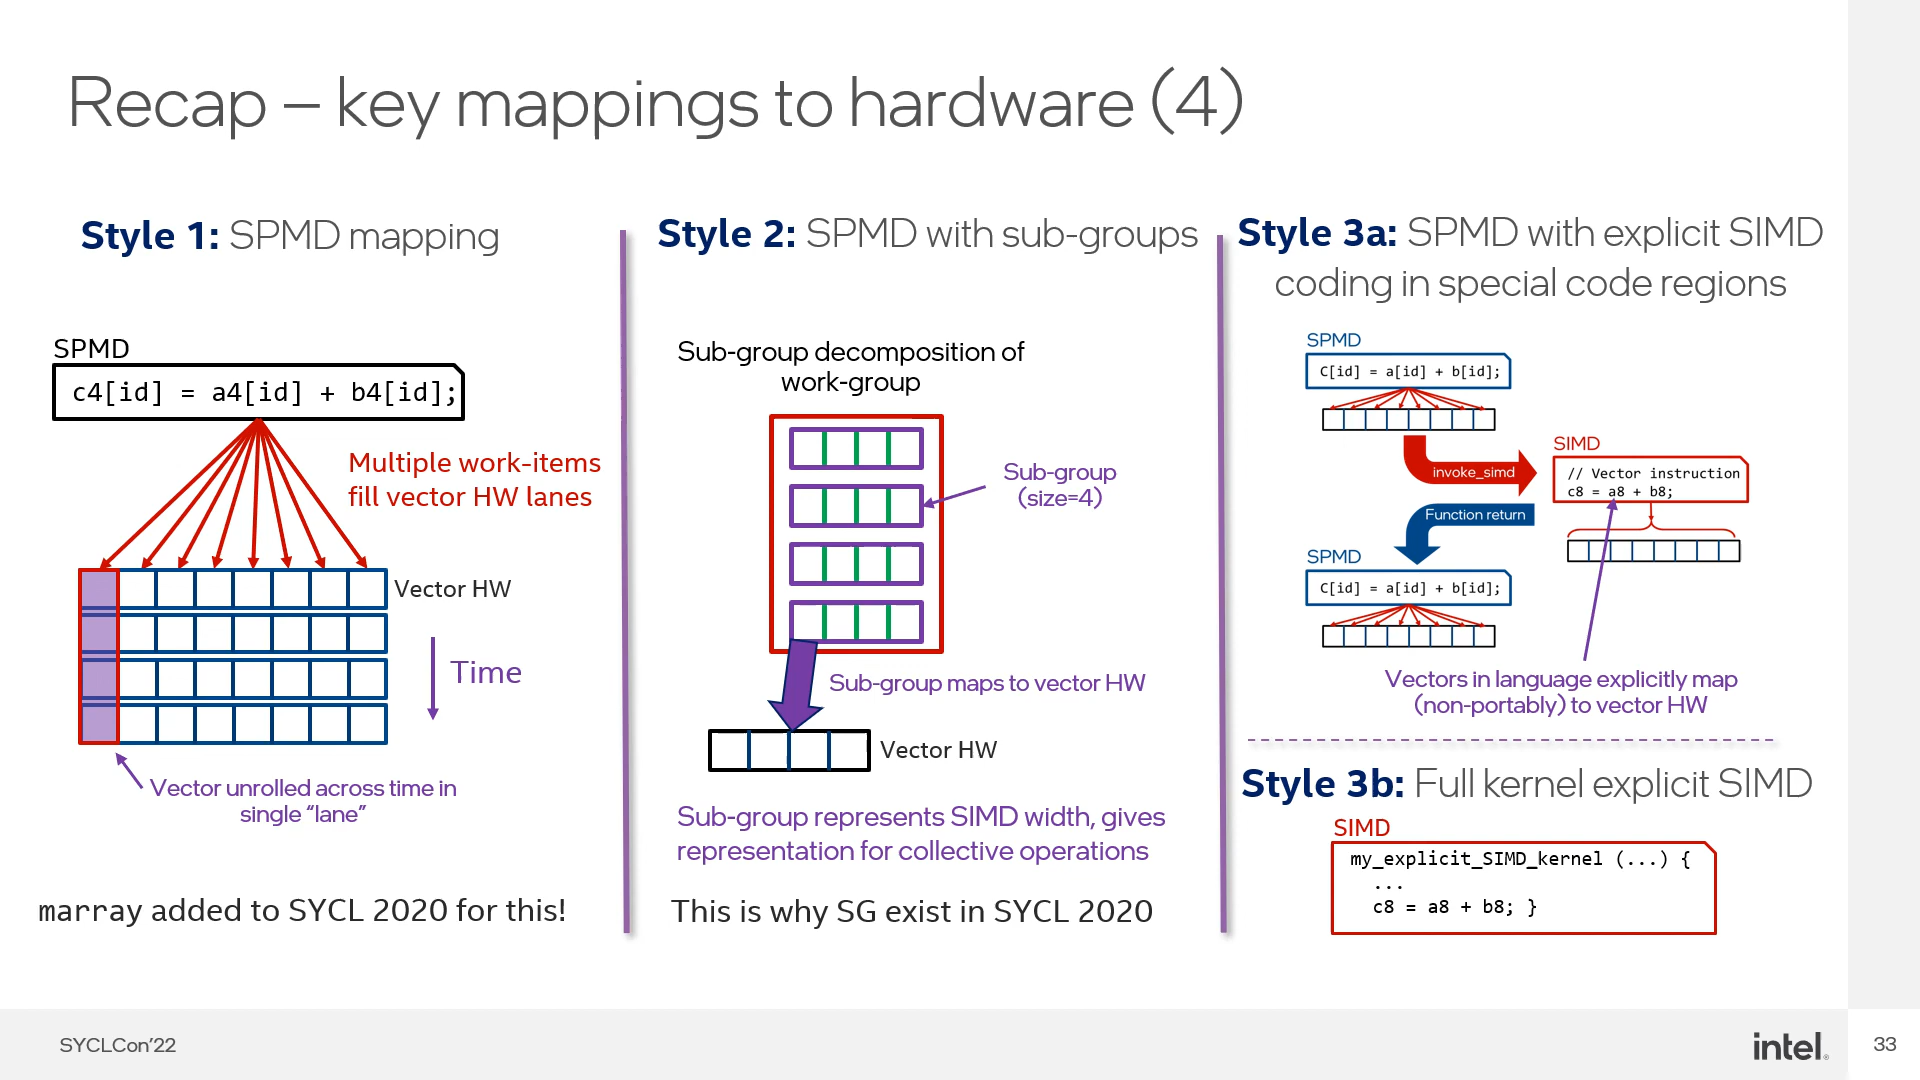 Recap – key mappings to hardware (4)
Style 1: SPMD mapping
SPMD
c4[id] = a4[id] + b4[id];
Multiple work-items
fill vector HW lanes
Vector HW
Time
Vector unrolled across time in
single “lane”
marray added to SYCL 2020 for this!
Style 2: SPMD with sub-groups
Sub-group decomposition of
work-group
Sub-group
(size=4)
Sub-group maps to vector HW
Vector HW
Sub-group represents SIMD width, gives
representation for collective operations
This is why SG exist in SYCL 2020
Style 3a: SPMD with explicit SIMD
coding in special code regions
SPMD
C[id] = a[id] + b[id];
invoke_simd
SIMD
// Vector instruction
c8 = a8 + b8;
Function return
SPMD
C[id] = a[id] + b[id];
Vectors in language explicitly map
(non-portably) to vector HW
Style 3b: Full kernel explicit SIMD
SIMD
my_explicit_SIMD_kernel (...) {
...
c8 = a8 + b8; }
SYCLCon’22
intel.
33